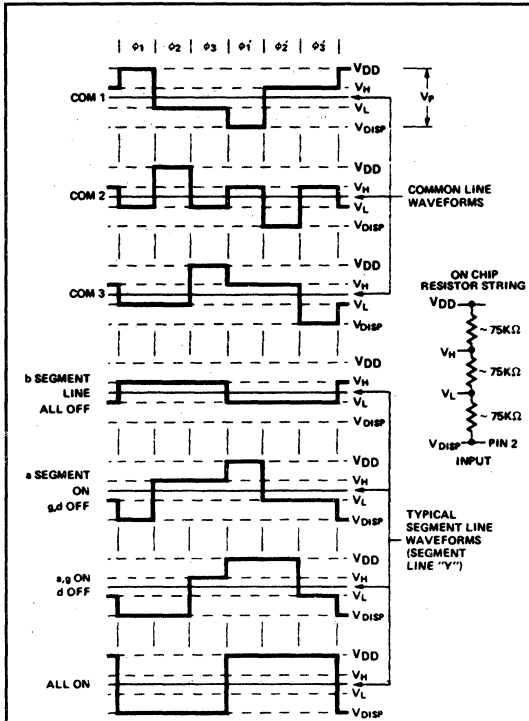 ϕ1 ϕ2 ϕ3 ϕ1′ ϕ2′ ϕ3′
VDD
VH
COM 1
VL
VDISP
VP
VDD
VH
COM 2
VL
VDISP
COMMON LINE
WAVEFORMS
VDD
VH
COM 3
VL
VDISP
ON CHIP
RESISTOR STRING
VDD
~75KΩ
VH
~75KΩ
VL
~75KΩ
VDISP PIN 2
INPUT
VDD
b SEGMENT
LINE
ALL OFF
VH
VL
VDISP
VDD
a SEGMENT
ON
g,d OFF
VH
VL
VDISP
TYPICAL
SEGMENT LINE
WAVEFORMS
(SEGMENT
LINE "Y")
VDD
a,g ON
d OFF
VH
VL
VDISP
VDD
VH
ALL ON
VL
VDISP